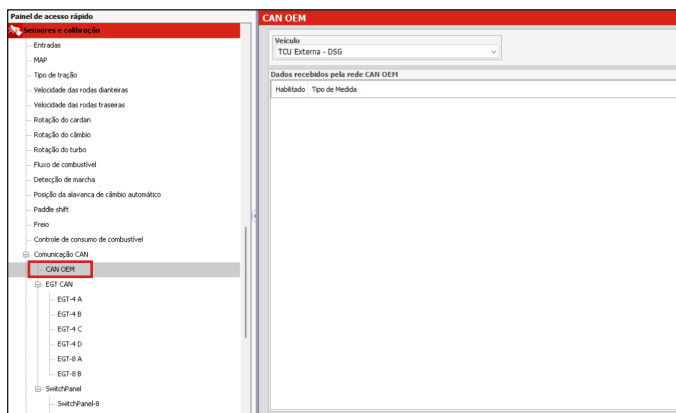 Painel de acesso rápido
Sensores e calibração
Entradas
MAP
Tipo de tração
Velocidade das rodas dianteiras
Velocidade das rodas traseiras
Rotação do cardan
Rotação do câmbio
Rotação do turbo
Fluxo de combustível
Detecção de marcha
Posição da alavanca de câmbio automático
Paddle shift
Freio
Controle de consumo de combustível
Comunicação CAN
CAN OEM
EGT CAN
EGT-4 A
EGT-4 B
EGT-4 C
EGT-4 D
EGT-8 A
EGT-8 B
SwitchPanel
SwitchPanel-8
CAN OEM
Veículo
TCU Externa - DSG
Dados recebidos pela rede CAN OEM
Habilitado Tipo de Medida